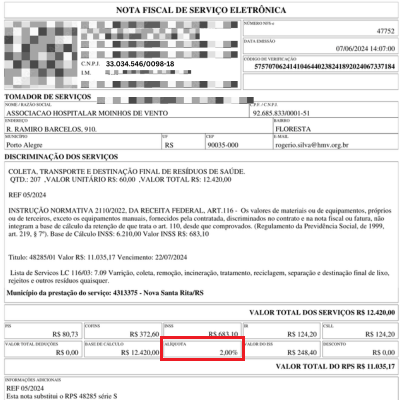 NOTA FISCAL DE SERVIÇO ELETRÔNICA
NÚMERO NFS-e
47752
DATA EMISSÃO
07/06/2024 14:07:00
C.N.P.J. 33.034.546/0098-18
CÓDIGO DE VERIFICAÇÃO
I.M.
575707062414104644023824189202406733718​4
TOMADOR DE SERVIÇOS
NOME / RAZÃO SOCIAL C.P.F. / C.N.P.J.
ASSOCIACAO HOSPITALAR MOINHOS DE VENTO 92.685.833/0001-51
ENDEREÇO BAIRRO
R. RAMIRO BARCELOS, 910. FLORESTA
MUNICÍPIO UF CEP E-MAIL
Porto Alegre RS 90035-000 rogerio.silva@hmv.org.br
DISCRIMINAÇÃO DOS SERVIÇOS
COLETA, TRANSPORTE E DESTINAÇÃO FINAL DE RESÍDUOS DE SAÚDE.
QTD.: 207 ,VALOR UNITÁRIO R$: 60,00 ,VALOR TOTAL R$: 12.420,00
REF 05/2024
INSTRUÇÃO NORMATIVA 2110/2022, DA RECEITA FEDERAL, ART.116 - Os valores de materiais ou de equipamentos, próprios
ou de terceiros, exceto os equipamentos manuais, fornecidos pela contratada, discriminados no contrato e na nota fiscal ou fatura, não
integram a base de cálculo da retenção de que trata o art. 110, desde que comprovados. (Regulamento da Previdência Social, de 1999,
art. 219, § 7º). Base de Cálculo INSS: 6.210,00 Valor INSS R$: 683,10
Titulo: 48285/01 Valor R$: 11.035,17 Vencimento: 22/07/2024
Lista de Servicos LC 116/03: 7.09 Varrição, coleta, remoção, incineração, tratamento, reciclagem, separação e destinação final de lixo,
rejeitos e outros resíduos quaisquer.
Município da prestação do serviço: 4313375 - Nova Santa Rita/RS
VALOR TOTAL DOS SERVIÇOS R$ 12.420,00
PIS COFINS INSS IR CSLL
R$ 80,73 R$ 372,60 R$ 683,10 R$ 124,20 R$ 124,20
VALOR TOTAL DEDUÇÕES BASE DE CÁLCULO ALÍQUOTA VALOR DO ISS DESCONTO
R$ 0,00 R$ 12.420,00 2,00% R$ 248,40 R$ 0,00
VALOR TOTAL DO RPS R$ 11.035,17
INFORMAÇÕES ADICIONAIS
REF 05/2024
Esta nota substitui o RPS 48285 série S